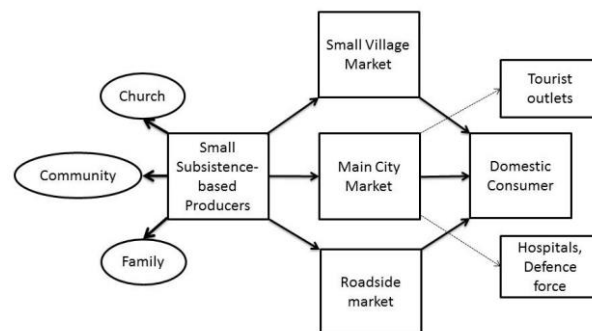 Small Village
Market
Tourist
outlets
Church
Small
Subsistence-
based
Producers
Community
Main City
Market
Domestic
Consumer
Family
Roadside
market
Hospitals,
Defence
force